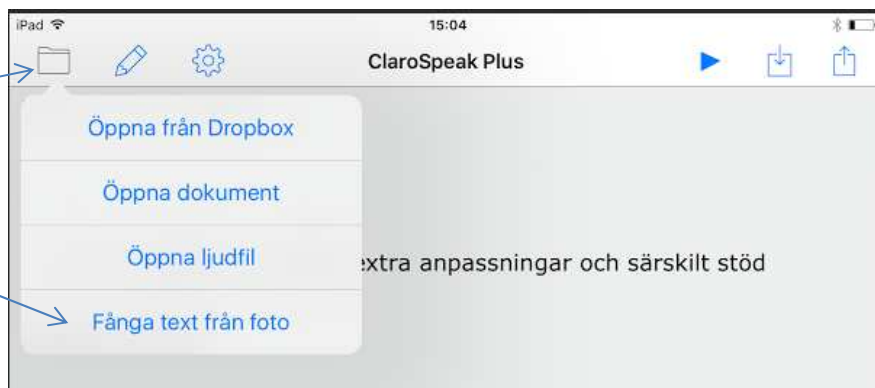 iPad 15:04
ClaroSpeak Plus
Öppna från Dropbox
Öppna dokument
Öppna ljudfil
extra anpassningar och särskilt stöd
Fånga text från foto